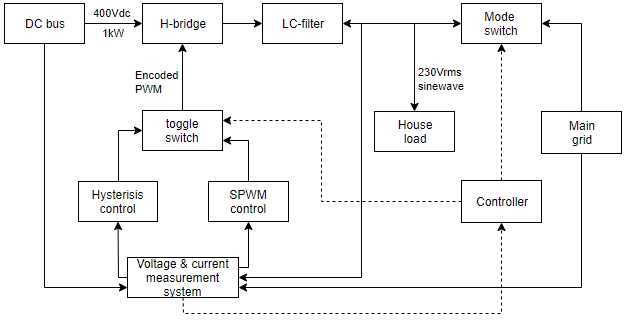 DC bus
400Vdc
1kW
H-bridge
LC-filter
Mode
switch
Encoded
PWM
230Vrms
sinewave
toggle
switch
House
load
Main
grid
Hysterisis
control
SPWM
control
Controller
Voltage & current
measurement
system